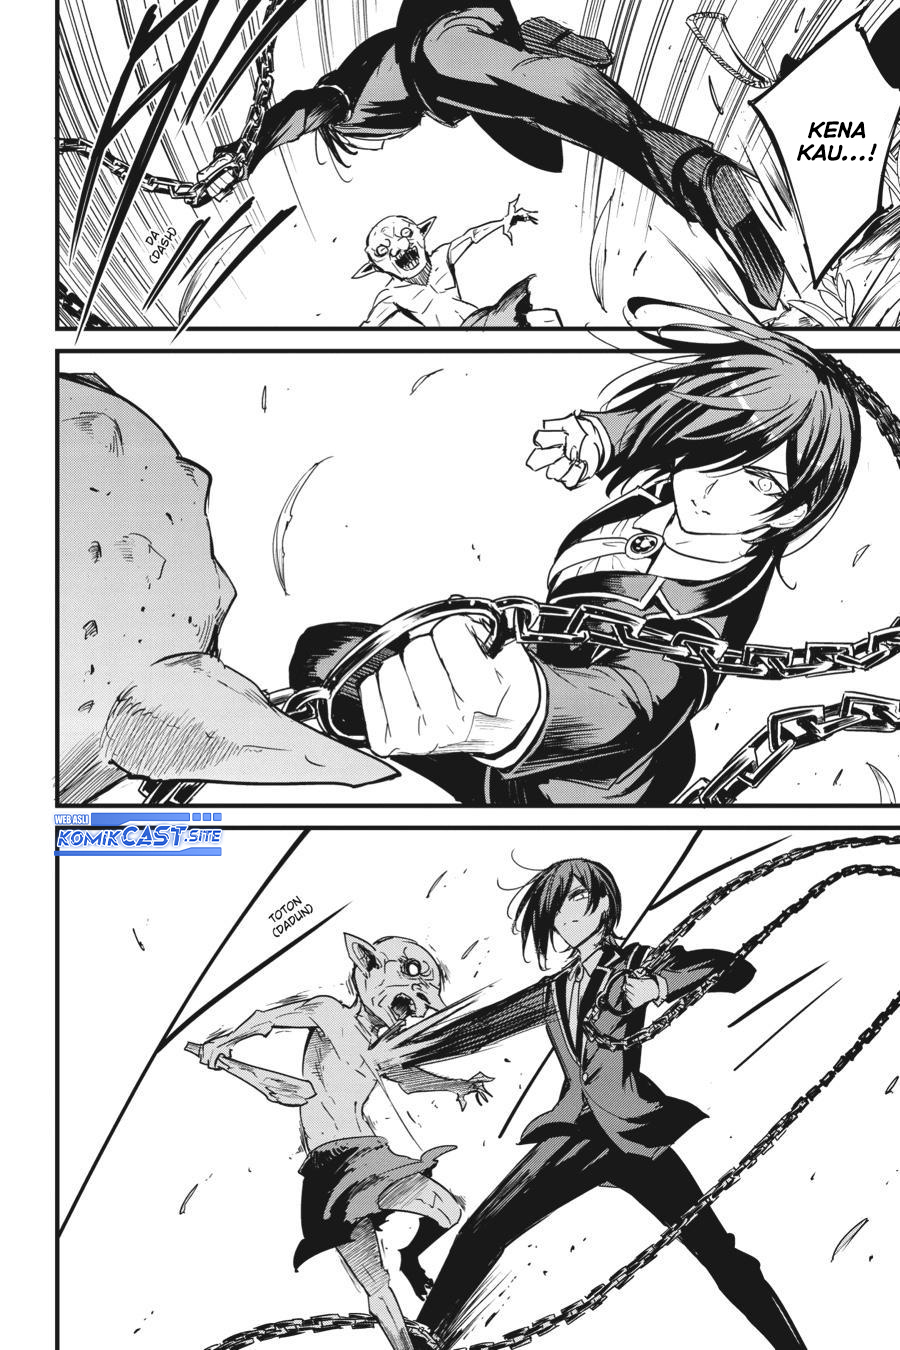 KENA
KAU...!
DA
(DASH)
WEB ASLI
KOMIKCAST.SITE
TOTON
(DADUN)